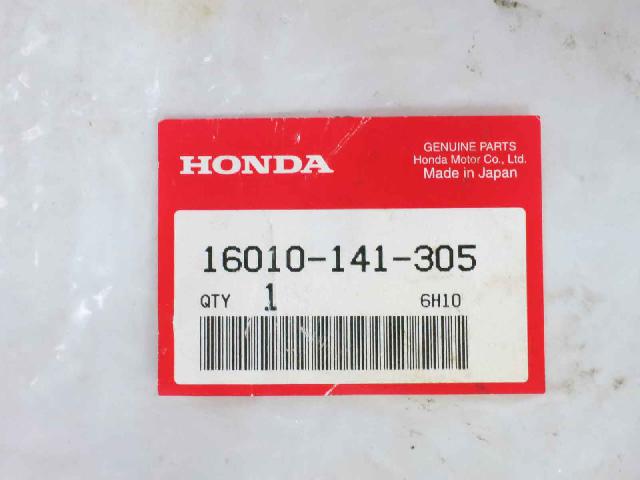 HONDA
GENUINE PARTS
Honda Motor Co., Ltd.
Made in Japan
16010-141-305
QTY 1 6H10